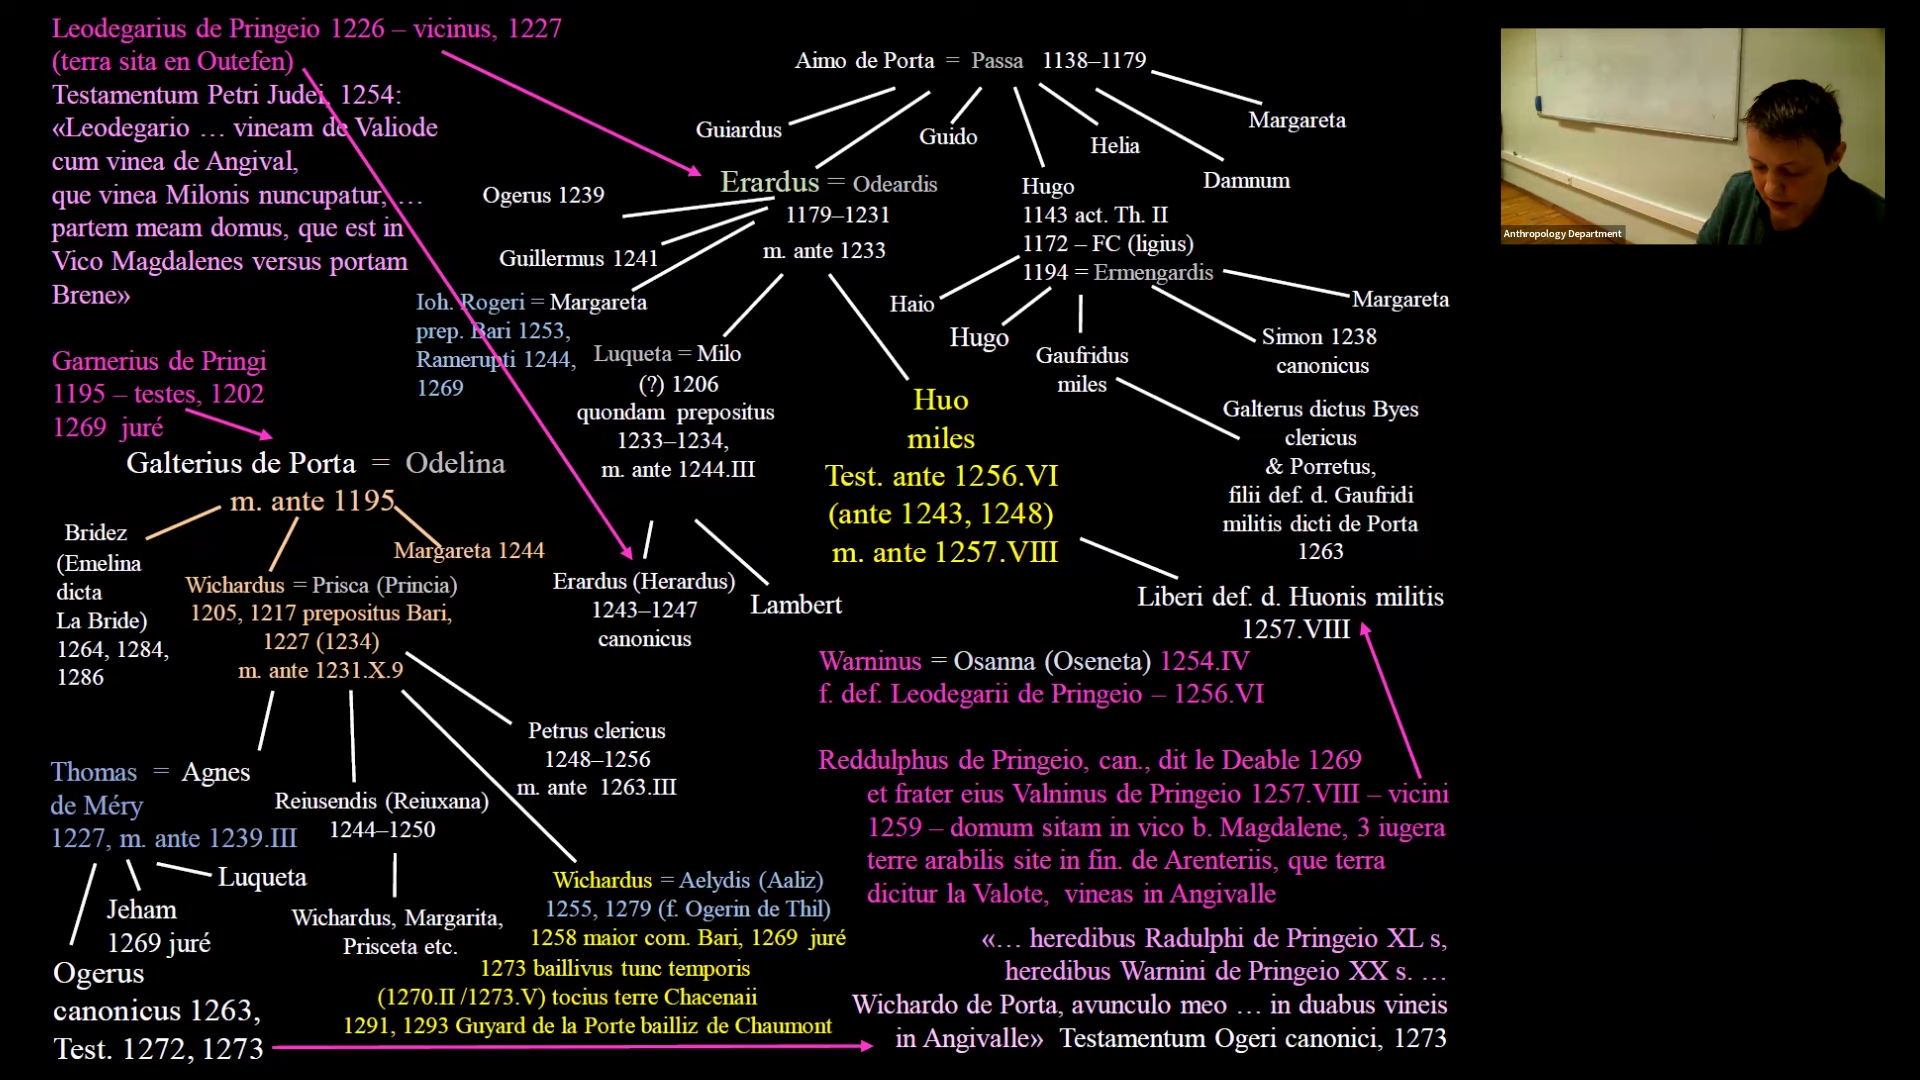 Leodegarius de Pringeio 1226 – vicinus, 1227
(terra sita en Outefen)
Testamentum Petri Judei, 1254:
«Leodegario … vineam de Valiode
cum vinea de Angival,
que vinea Milonis nuncupatur, …
partem meam domus, que est in
Vico Magdalenes versus portam
Brene»
Garnerius de Pringi
1195 – testes, 1202
1269 juré
Aimo de Porta = Passa 1138–1179
Guiardus
Guido
Helia
Margareta
Damnum
Erardus = Odeardis
1179–1231
m. ante 1233
Hugo
1143 act. Th. II
1172 – FC (ligius)
1194 = Ermengardis
Ogerus 1239
Guillermus 1241
Ioh. Rogeri = Margareta
prep. Bari 1253,
Ramerupti 1244,
1269
Luqueta = Milo
(?) 1206
quondam prepositus
1233–1234,
m. ante 1244.III
Haio
Hugo
Gaufridus
miles
Simon 1238
canonicus
Margareta
Huo
miles
Test. ante 1256.VI
(ante 1243, 1248)
m. ante 1257.VIII
Galterus dictus Byes
clericus
& Porretus,
filii def. d. Gaufridi
militis dicti de Porta
1263
Galterius de Porta = Odelina
m. ante 1195
Bridez
(Emelina
dicta
La Bride)
1264, 1284,
1286
Margareta 1244
Wichardus = Prisca (Princia)
1205, 1217 prepositus Bari,
1227 (1234)
m. ante 1231.X.9
Erardus (Herardus)
1243–1247
canonicus
Lambert
Liberi def. d. Huonis militis
1257.VIII
Warninus = Osanna (Oseneta) 1254.IV
f. def. Leodegarii de Pringeio – 1256.VI
Petrus clericus
1248–1256
m. ante 1263.III
Thomas = Agnes
de Méry
1227, m. ante 1239.III
Reiusendis (Reiuxana)
1244–1250
Luqueta
Jeham
1269 juré
Wichardus, Margarita,
Prisceta etc.
Ogerus
canonicus 1263,
Test. 1272, 1273
Wichardus = Aelydis (Aaliz)
1255, 1279 (f. Ogerin de Thil)
1258 maior com. Bari, 1269 juré
1273 baillivus tunc temporis
(1270.II /1273.V) tocius terre Chacenaii
1291, 1293 Guyard de la Porte bailliz de Chaumont
Reddulphus de Pringeio, can., dit le Deable 1269
et frater eius Valninus de Pringeio 1257.VIII – vicini
1259 – domum sitam in vico b. Magdalene, 3 iugera
terre arabilis site in fin. de Arenteriis, que terra
dicitur la Valote, vineas in Angivalle
«… heredibus Radulphi de Pringeio XL s,
heredibus Warnini de Pringeio XX s. …
Wichardo de Porta, avunculo meo … in duabus vineis
in Angivalle» Testamentum Ogeri canonici, 1273
Anthropology Department